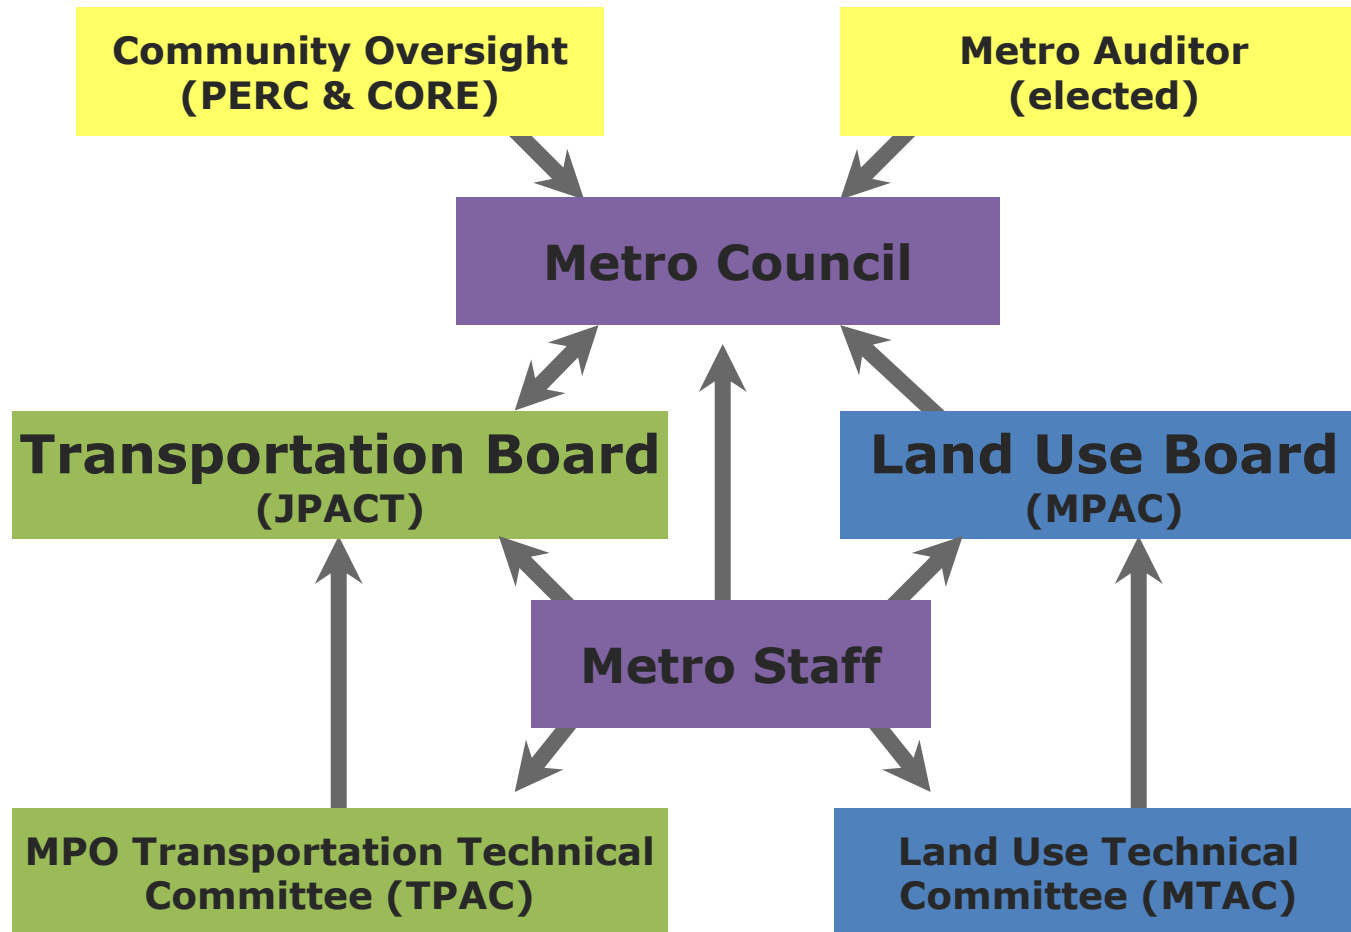 Community Oversight
(PERC & CORE)
Metro Auditor
(elected)
Metro Council
Transportation Board
(JPACT)
Land Use Board
(MPAC)
Metro Staff
MPO Transportation Technical
Committee (TPAC)
Land Use Technical
Committee (MTAC)